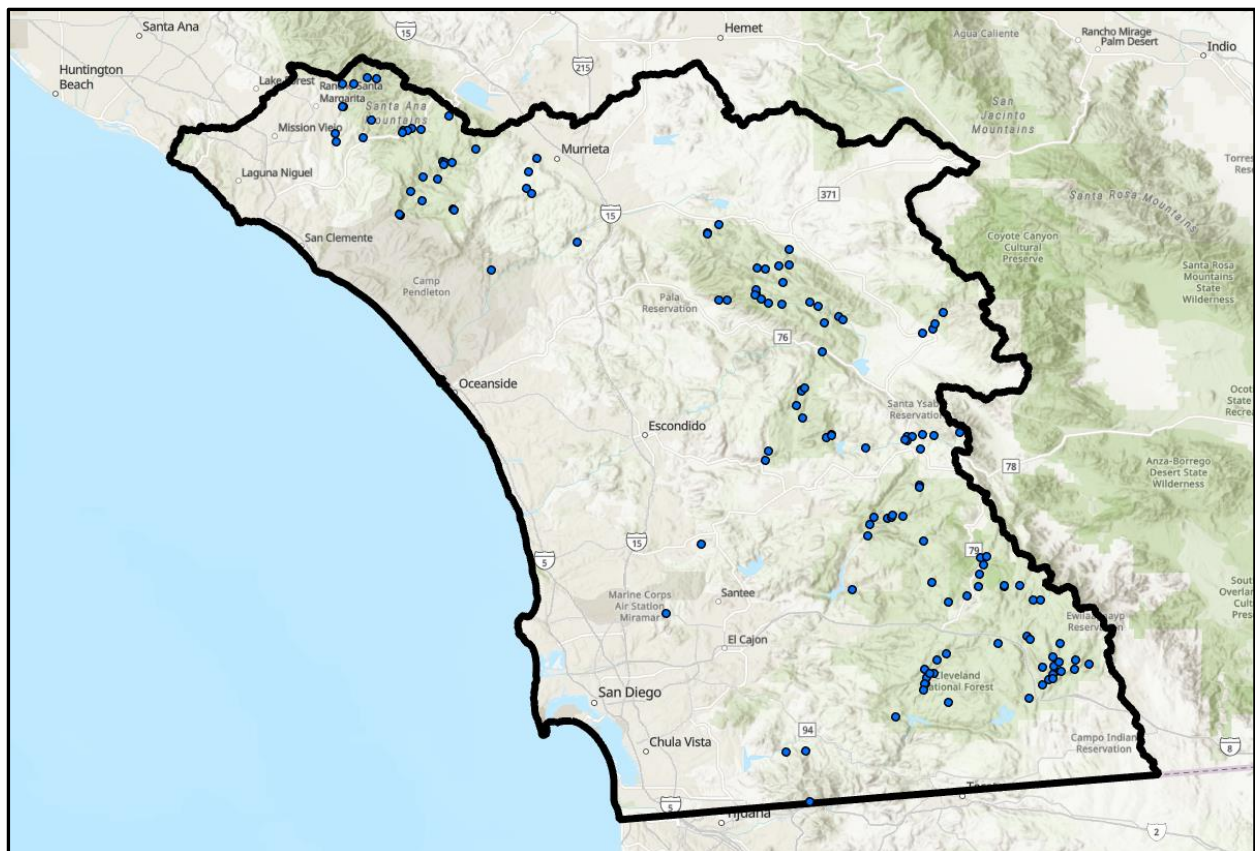 Santa Ana
15
Hemet
Agua Caliente
Rancho Mirage
Palm Desert
Indio
Huntington
Beach
215
Rancho Santa
Margarita
Santa Ana
Mountains
San
Jacinto
Mountains
Mission Viejo
Murrieta
Laguna Niguel
371
Santa Rosa Mountains
15
San Clemente
Coyote Canyon
Cultural
Preserve
Santa Rosa
Mountains
State
Wilderness
Camp
Pendleton
Pala
Reservation
76
Oceanside
Reservation
Escondido
78
Anza-Borrego
Desert State
Wilderness
15
5
79
Marine Corps
Air Station
Miramar
Santee
Reservation
El Cajon
Cleveland
National Forest
San Diego
94
Chula Vista
Campo Indian
Reservation
8
5
Tijuana
2